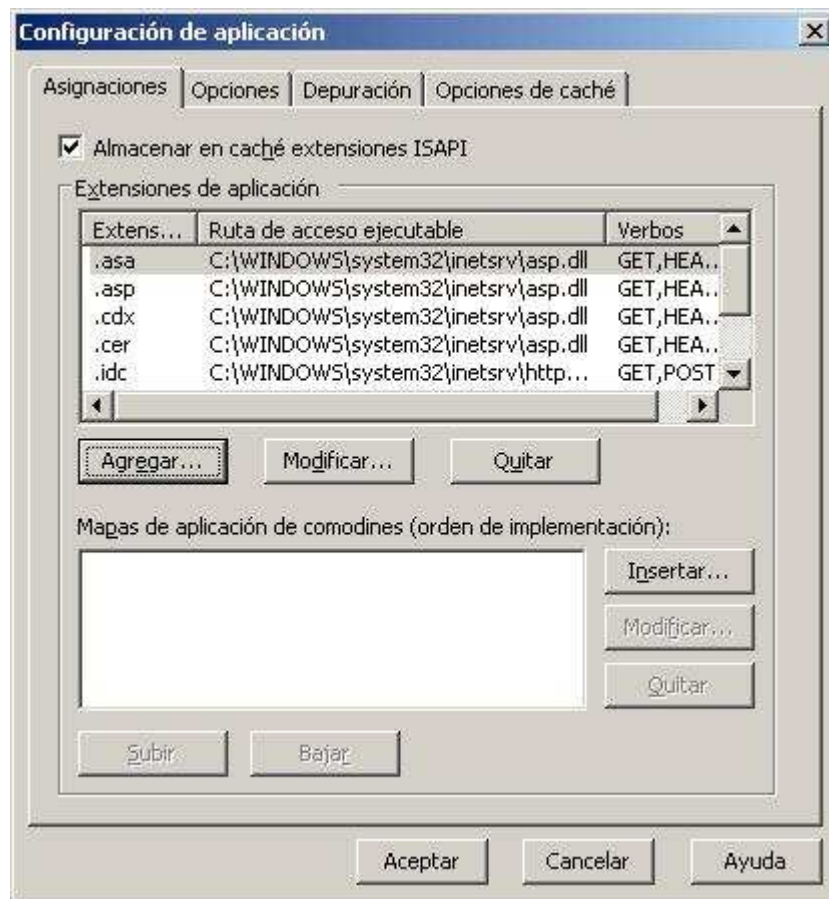 Configuración de aplicación
Asignaciones Opciones Depuración Opciones de caché
Almacenar en caché extensiones ISAPI
Extensiones de aplicación
Extens... Ruta de acceso ejecutable Verbos
.asa C:\WINDOWS\system32\inetsrv\asp.dll GET,HEA...
.asp C:\WINDOWS\system32\inetsrv\asp.dll GET,HEA...
.cdx C:\WINDOWS\system32\inetsrv\asp.dll GET,HEA...
.cer C:\WINDOWS\system32\inetsrv\asp.dll GET,HEA...
.idc C:\WINDOWS\system32\inetsrv\http... GET,POST
Agregar... Modificar... Quitar
Mapas de aplicación de comodines (orden de implementación):
Insertar...
Modificar...
Quitar
Subir Bajar
Aceptar Cancelar Ayuda